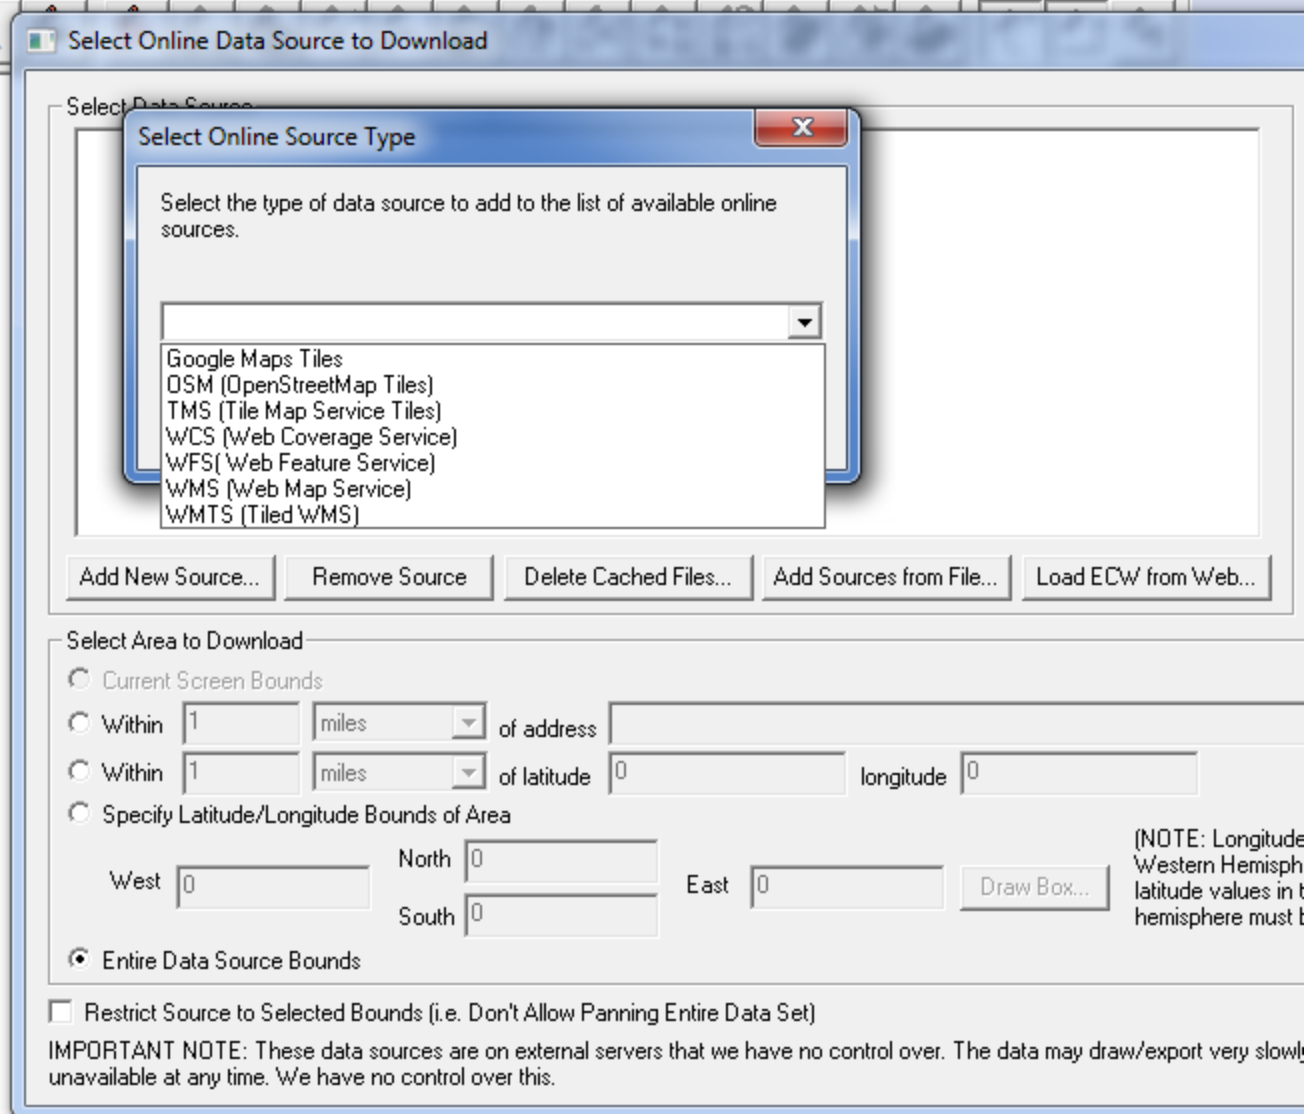 Select Online Data Source to Download
Select Data Source
Select Online Source Type
Select the type of data source to add to the list of available online
sources.
Google Maps Tiles
OSM (OpenStreetMap Tiles)
TMS (Tile Map Service Tiles)
WCS (Web Coverage Service)
WFS( Web Feature Service)
WMS (Web Map Service)
WMTS (Tiled WMS)
Add New Source... Remove Source Delete Cached Files... Add Sources from File... Load ECW from Web...
Select Area to Download
Current Screen Bounds
Within 1 miles of address
Within 1 miles of latitude 0 longitude 0
Specify Latitude/Longitude Bounds of Area
(NOTE: Longitude
Western Hemisph
latitude values in t
hemisphere must b
North 0
West 0 East 0 Draw Box...
South 0
Entire Data Source Bounds
Restrict Source to Selected Bounds (i.e. Don't Allow Panning Entire Data Set)
IMPORTANT NOTE: These data sources are on external servers that we have no control over. The data may draw/export very slowly
unavailable at any time. We have no control over this.